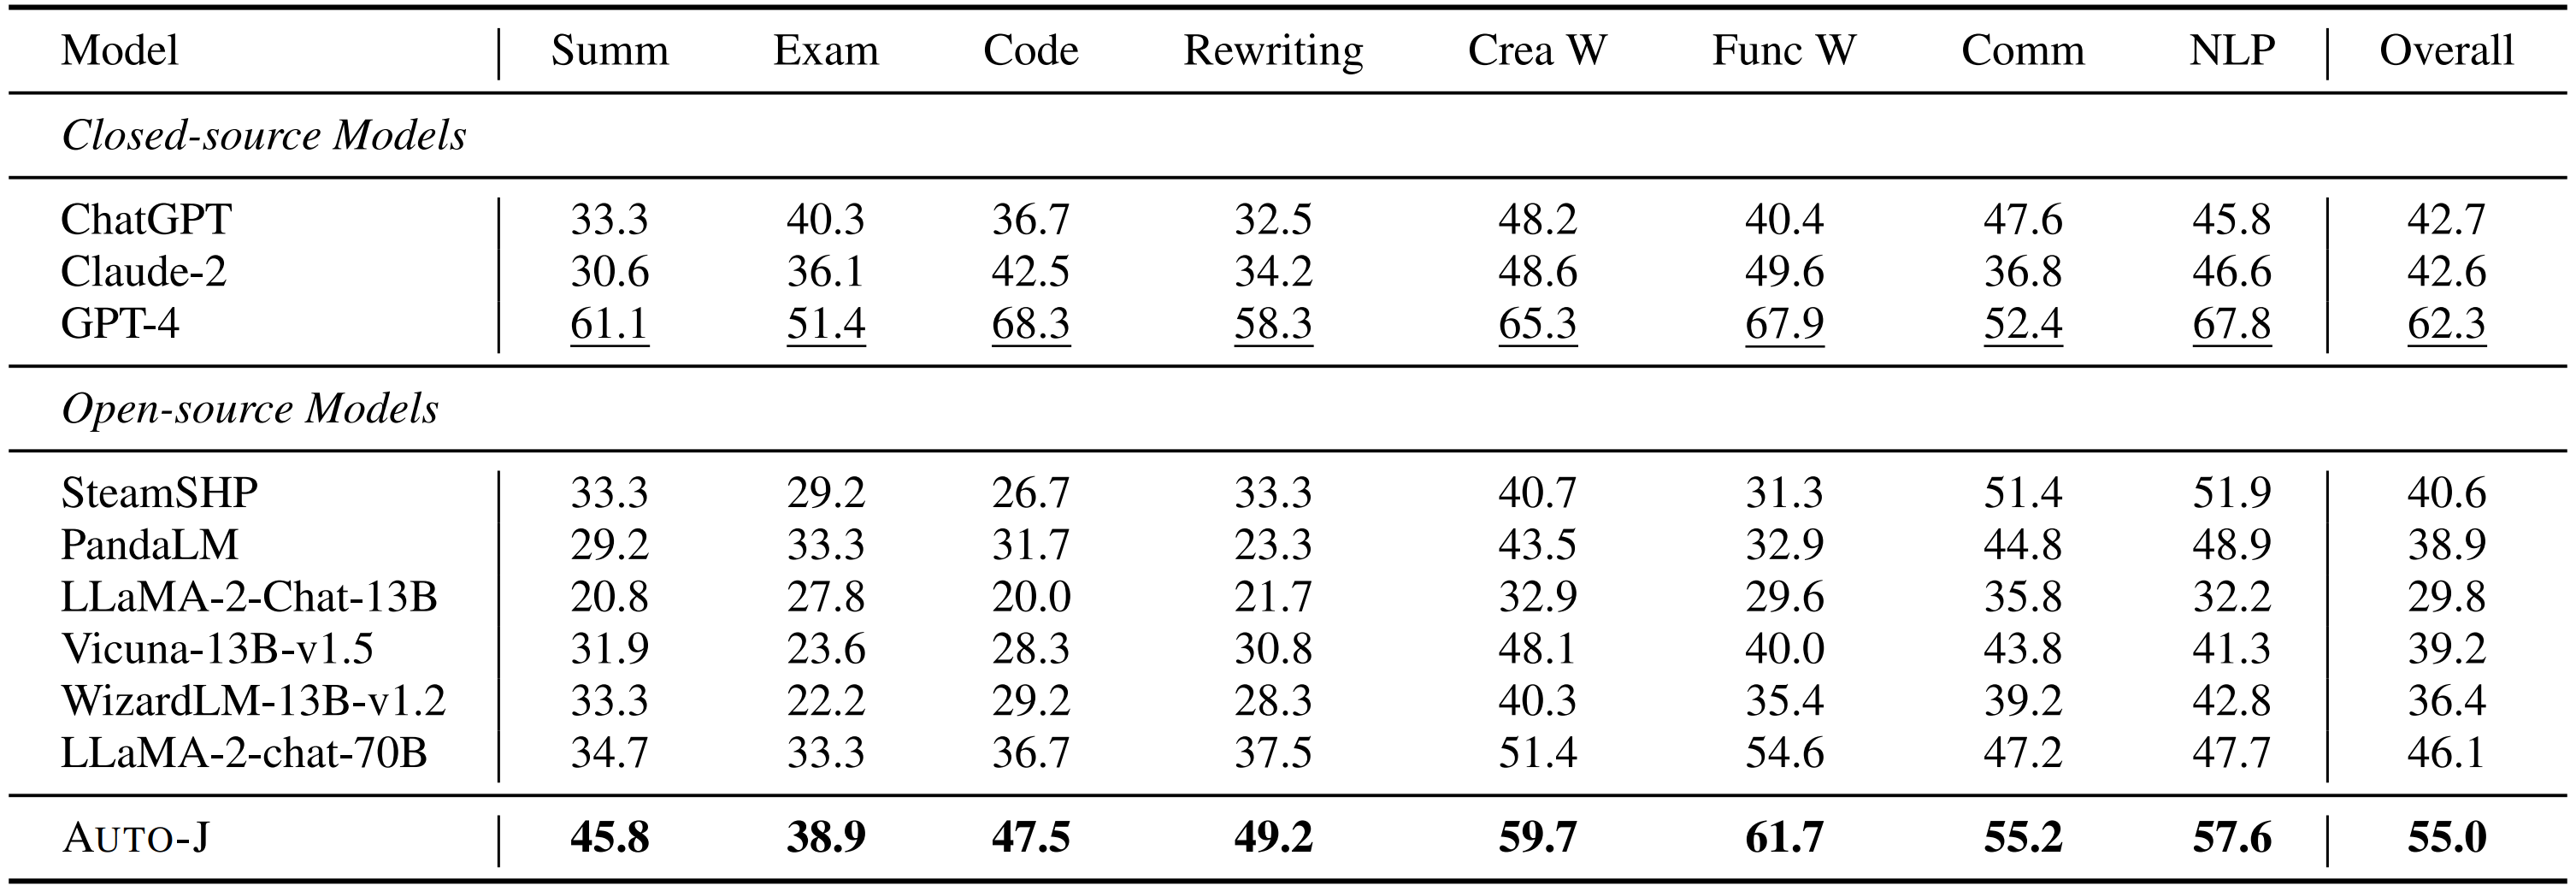 Model Summ Exam Code Rewriting Crea W Func W Comm NLP Overall
Closed-source Models
ChatGPT 33.3 40.3 36.7 32.5 48.2 40.4 47.6 45.8 42.7
Claude-2 30.6 36.1 42.5 34.2 48.6 49.6 36.8 46.6 42.6
GPT-4 61.1 51.4 68.3 58.3 65.3 67.9 52.4 67.8 62.3
Open-source Models
SteamSHP 33.3 29.2 26.7 33.3 40.7 31.3 51.4 51.9 40.6
PandaLM 29.2 33.3 31.7 23.3 43.5 32.9 44.8 48.9 38.9
LLaMA-2-Chat-13B 20.8 27.8 20.0 21.7 32.9 29.6 35.8 32.2 29.8
Vicuna-13B-v1.5 31.9 23.6 28.3 30.8 48.1 40.0 43.8 41.3 39.2
WizardLM-13B-v1.2 33.3 22.2 29.2 28.3 40.3 35.4 39.2 42.8 36.4
LLaMA-2-chat-70B 34.7 33.3 36.7 37.5 51.4 54.6 47.2 47.7 46.1
AUTO-J 45.8 38.9 47.5 49.2 59.7 61.7 55.2 57.6 55.0